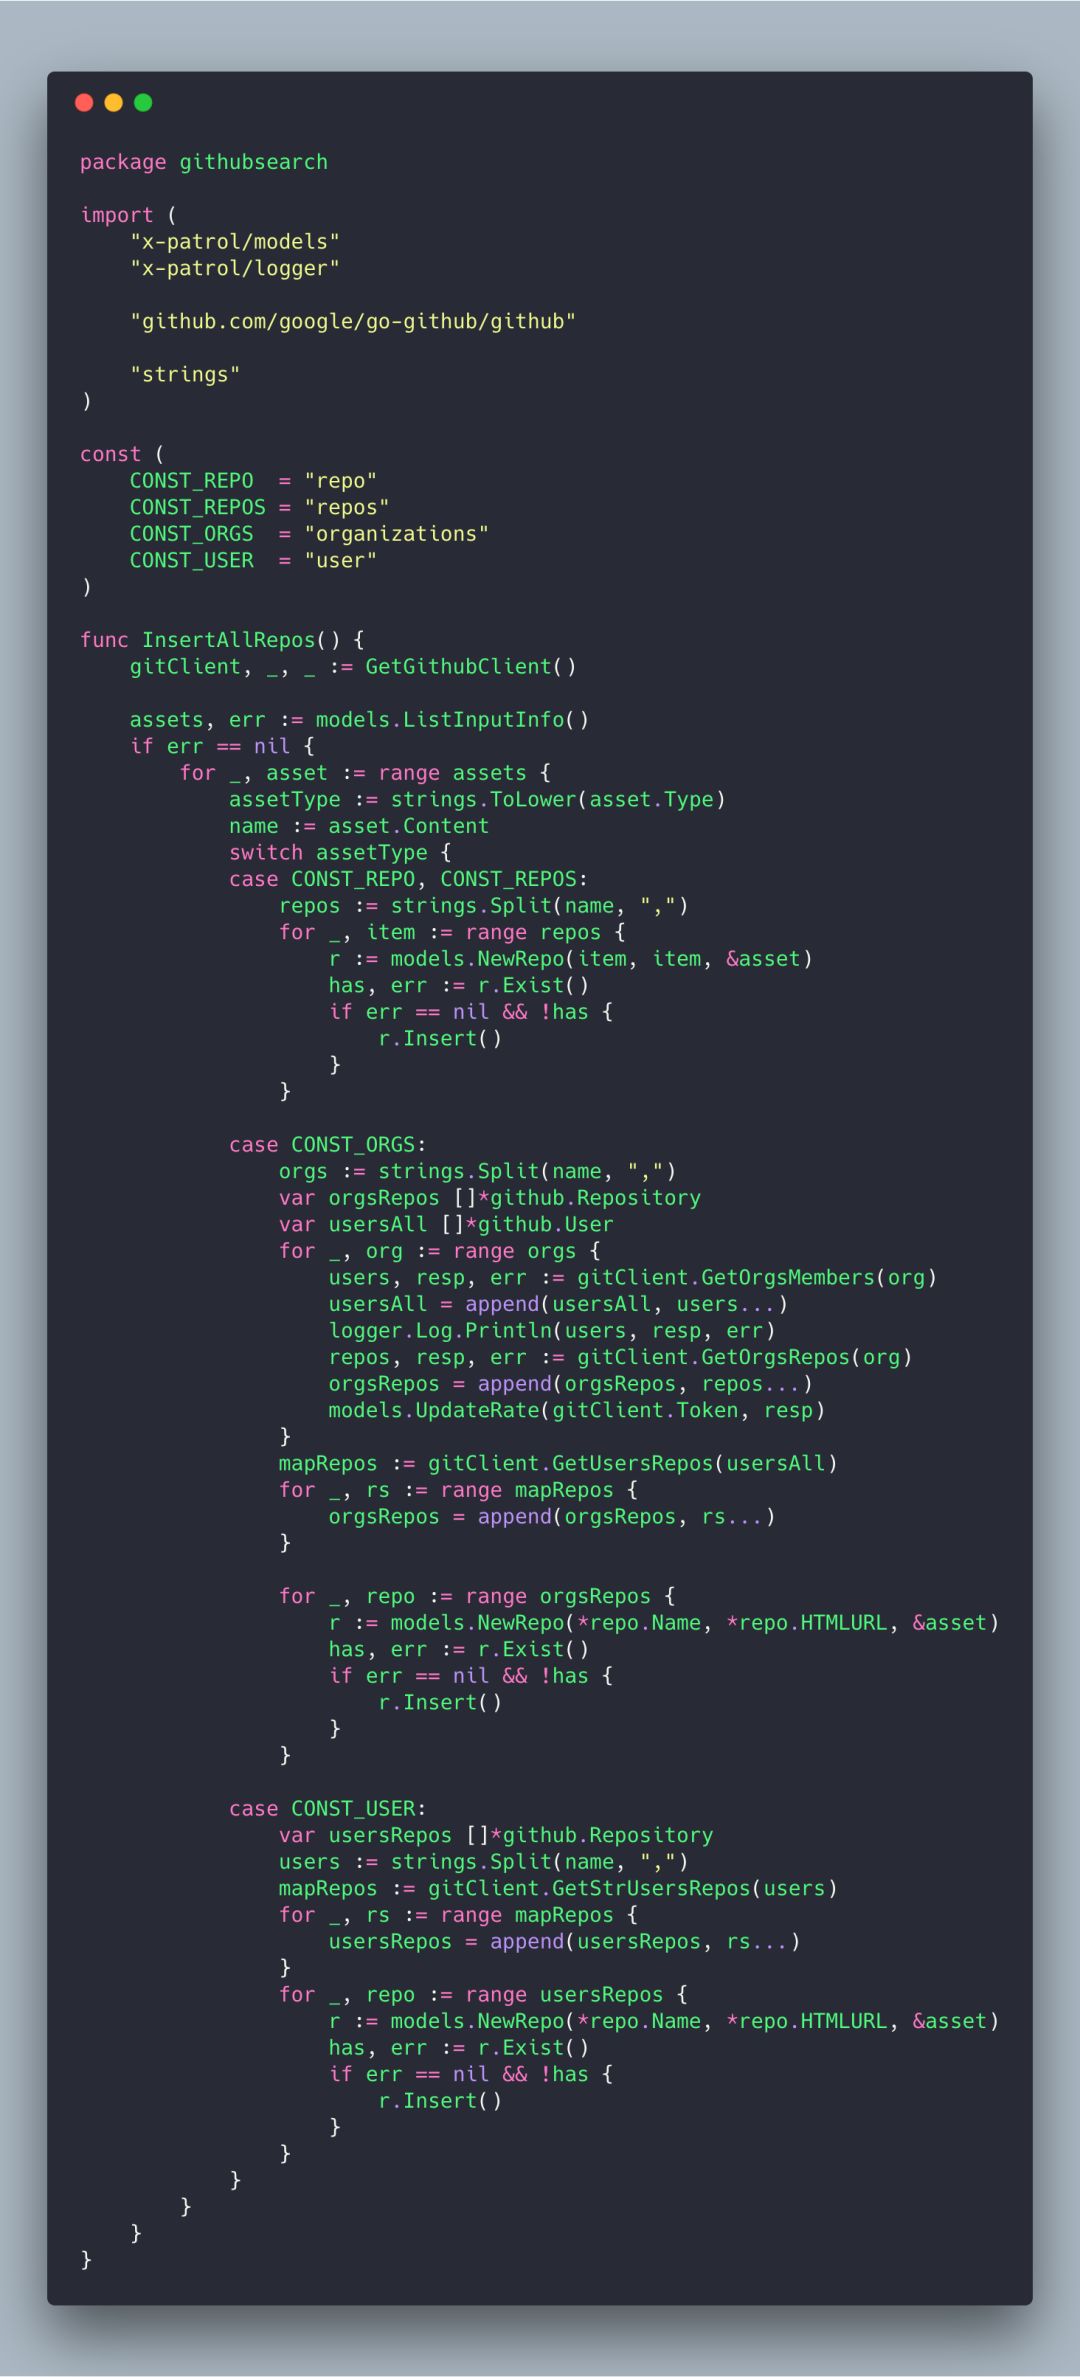 package githubsearch
import (
    "x-patrol/models"
    "x-patrol/logger"
    "github.com/google/go-github/github"
    "strings"
)
const (
    CONST_REPO  = "repo"
    CONST_REPOS = "repos"
    CONST_ORGS  = "organizations"
    CONST_USER  = "user"
)
func InsertAllRepos() {
    gitClient, _, _ := GetGithubClient()
    assets, err := models.ListInputInfo()
    if err == nil {
        for _, asset := range assets {
            assetType := strings.ToLower(asset.Type)
            name := asset.Content
            switch assetType {
            case CONST_REPO, CONST_REPOS:
                repos := strings.Split(name, ",")
                for _, item := range repos {
                    r := models.NewRepo(item, item, &asset)
                    has, err := r.Exist()
                    if err == nil && !has {
                        r.Insert()
                    }
                }
            case CONST_ORGS:
                orgs := strings.Split(name, ",")
                var orgsRepos []*github.Repository
                var usersAll []*github.User
                for _, org := range orgs {
                    users, resp, err := gitClient.GetOrgsMembers(org)
                    usersAll = append(usersAll, users...)
                    logger.Log.Println(users, resp, err)
                    repos, resp, err := gitClient.GetOrgsRepos(org)
                    orgsRepos = append(orgsRepos, repos...)
                    models.UpdateRate(gitClient.Token, resp)
                }
                mapRepos := gitClient.GetUsersRepos(usersAll)
                for _, rs := range mapRepos {
                    orgsRepos = append(orgsRepos, rs...)
                }
                for _, repo := range orgsRepos {
                    r := models.NewRepo(*repo.Name, *repo.HTMLURL, &asset)
                    has, err := r.Exist()
                    if err == nil && !has {
                        r.Insert()
                    }
                }
            case CONST_USER:
                var usersRepos []*github.Repository
                users := strings.Split(name, ",")
                mapRepos := gitClient.GetStrUsersRepos(users)
                for _, rs := range mapRepos {
                    usersRepos = append(usersRepos, rs...)
                }
                for _, repo := range usersRepos {
                    r := models.NewRepo(*repo.Name, *repo.HTMLURL, &asset)
                    has, err := r.Exist()
                    if err == nil && !has {
                        r.Insert()
                    }
                }
            }
        }
    }
}